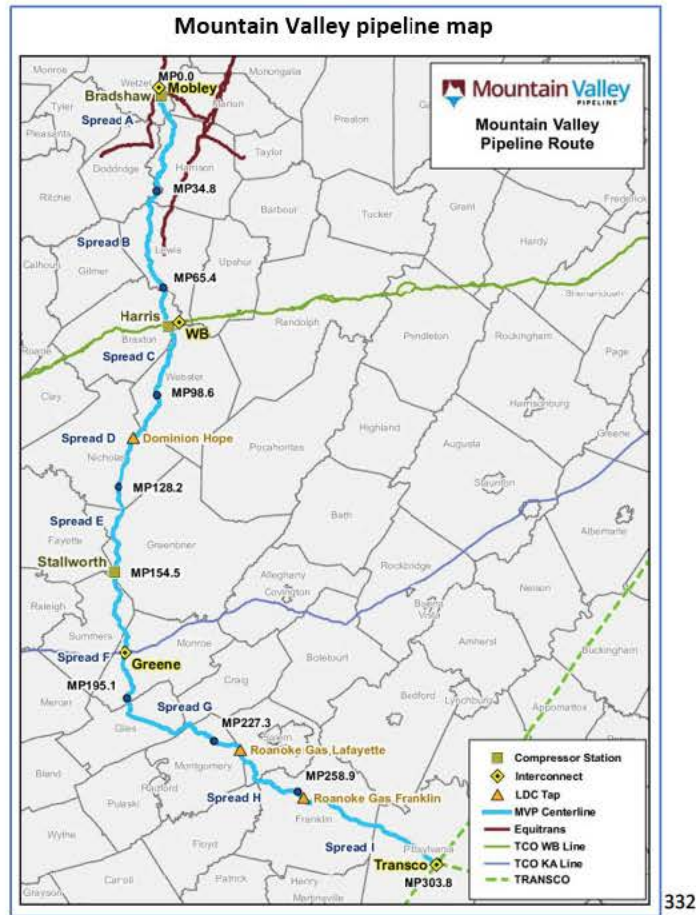 Mountain Valley pipeline map
Mountain Valley
PIPELINE
Mountain Valley
Pipeline Route
MP0.0
Mobley
Bradshaw
Spread A
Monroe
Wetzel
Monongalia
Tyler
Marion
Pleasants
Preston
Taylor
Doddridge
Harrison
MP34.8
Ritchie
Barbour
Tucker
Grant
Frederick
Hardy
Spread B
Lewis
Upshur
Calhoun
Gilmer
MP65.4
Shenandoah
Harris
WB
Randolph
Pendleton
Rockingham
Braxton
Page
Roane
Spread C
Webster
Clay
MP98.6
Harrisonburg
Greene
Highland
Augusta
Spread D
Dominion Hope
Pocahontas
Nicholas
Staunton
MP128.2
Bath
Albemarle
Spread E
Fayette
Greenbrier
Rockbridge
Stallworth
MP154.5
Alleghany
Covington
Nelson
Raleigh
Buena
Vista
Summers
Monroe
Amherst
Buckingham
Spread F
Greene
Botetourt
MP195.1
Craig
Bedford
Lynchburg
Appomattox
Mercer
Spread G
Giles
MP227.3
Salem
Roanoke Gas Lafayette
Bland
Montgomery
MP258.9
Radford
Pulaski
Spread H
Roanoke Gas Franklin
Franklin
Wythe
Floyd
Spread I
Pittsylvania
Transco
Carroll
Patrick
Henry
MP303.8
Grayson
Martinsville
Compressor Station
Interconnect
LDC Tap
MVP Centerline
Equitrans
TCO WB Line
TCO KA Line
TRANSCO
332